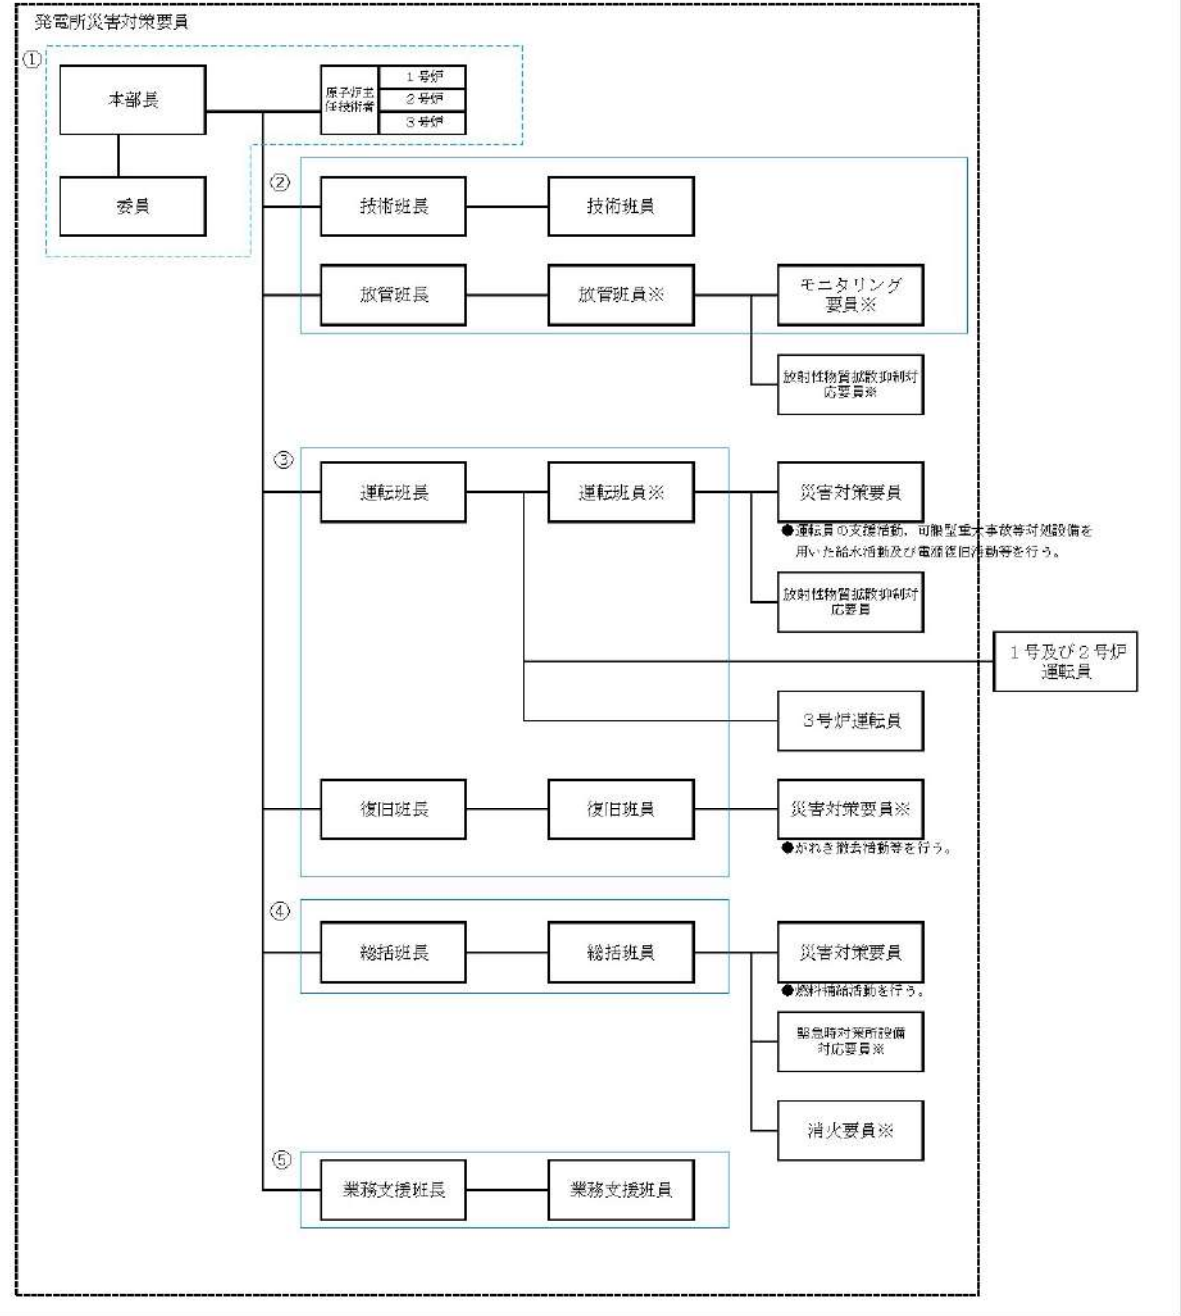 発電所災害対策要員
①
本部長
原子炉主
任技術者
1号炉
2号炉
3号炉
委員
②
技術班長
技術班員
放管班長
放管班員※
モニタリング
要員※
放射性物質拡散抑制対
応要員※
③
運転班長
運転班員※
災害対策要員
●運転員の支援活動,可搬型重大事故等対処設備を
用いた給水活動及び電源復旧活動等を行う。
放射性物質拡散抑制対
応要員
1号及び2号炉
運転員
3号炉運転員
復旧班長
復旧班員
災害対策要員※
●がれき撤去活動等を行う。
④
総括班長
総括班員
災害対策要員
●燃料補給活動を行う。
緊急時対策所設備
対応要員※
消火要員※
⑤
業務支援班長
業務支援班員